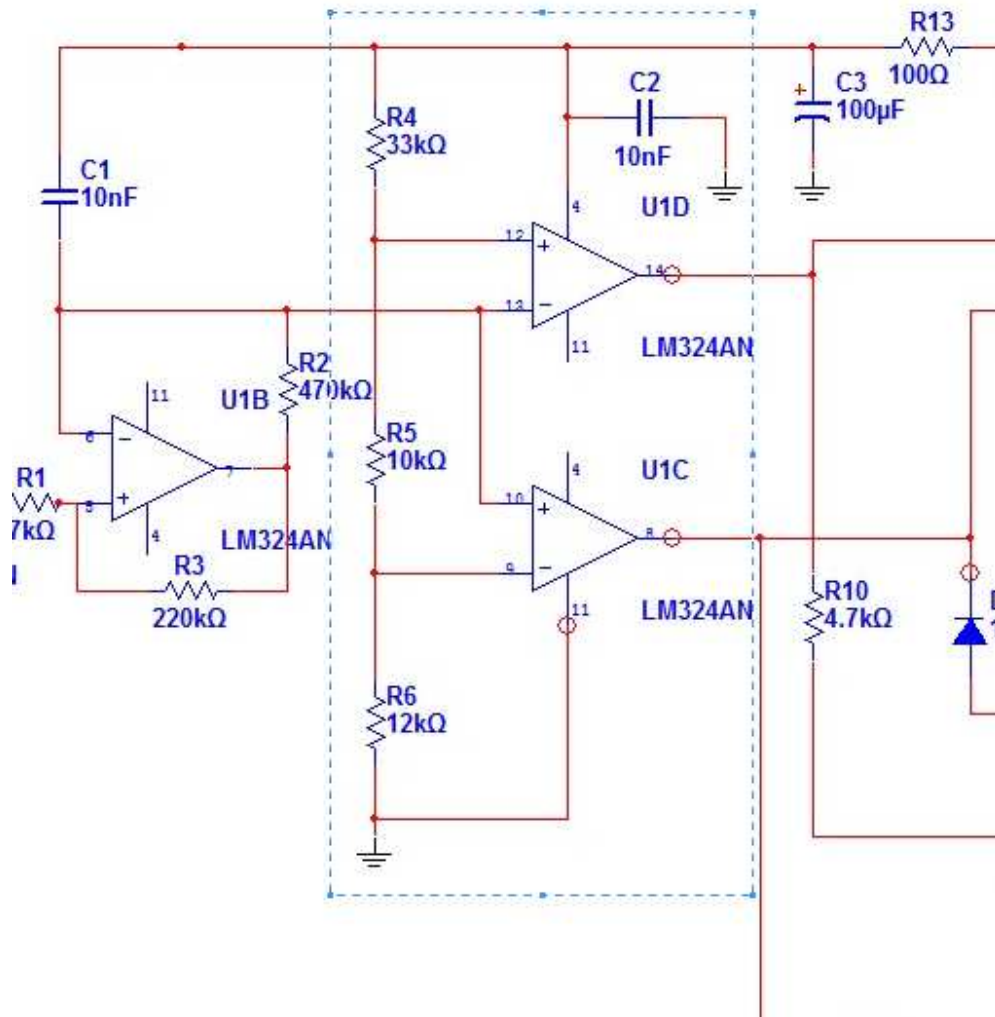 R13
100Ω
C3
100µF
C2
10nF
R4
33kΩ
C1
10nF
4
U1D
12
13
14
11
LM324AN
R2
470kΩ
11
U1B
6
7
5
4
LM324AN
R1
7kΩ
R3
220kΩ
R5
10kΩ
4
U1C
10
9
8
11
LM324AN
R10
4.7kΩ
R6
12kΩ